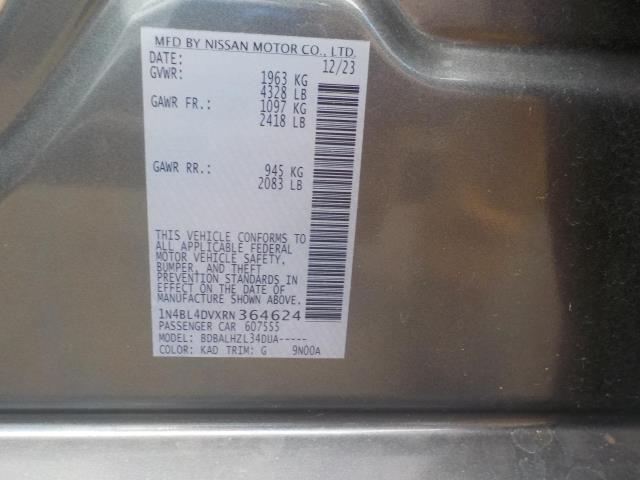 MFD BY NISSAN MOTOR CO., LTD.
DATE: 12/23
GVWR: 1963 KG
4328 LB
GAWR FR.: 1097 KG
2418 LB
GAWR RR.: 945 KG
2083 LB
THIS VEHICLE CONFORMS TO
ALL APPLICABLE FEDERAL
MOTOR VEHICLE SAFETY,
BUMPER, AND THEFT
PREVENTION STANDARDS IN
EFFECT ON THE DATE OF
MANUFACTURE SHOWN ABOVE.
1N4BL4DVXRN364624
PASSENGER CAR 607555
MODEL: BDBALHZL34DUA-----
COLOR: KAD TRIM: G 9N00A